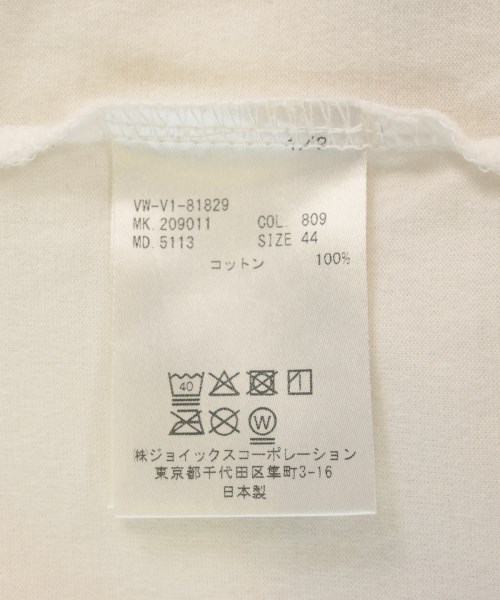 1/3
VW-V1-81829
MK. 209011 COL. 809
MD. 5113 SIZE 44
コットン 100%
40
W
株ジョイックスコーポレーション
東京都千代田区隼町3-16
日本製